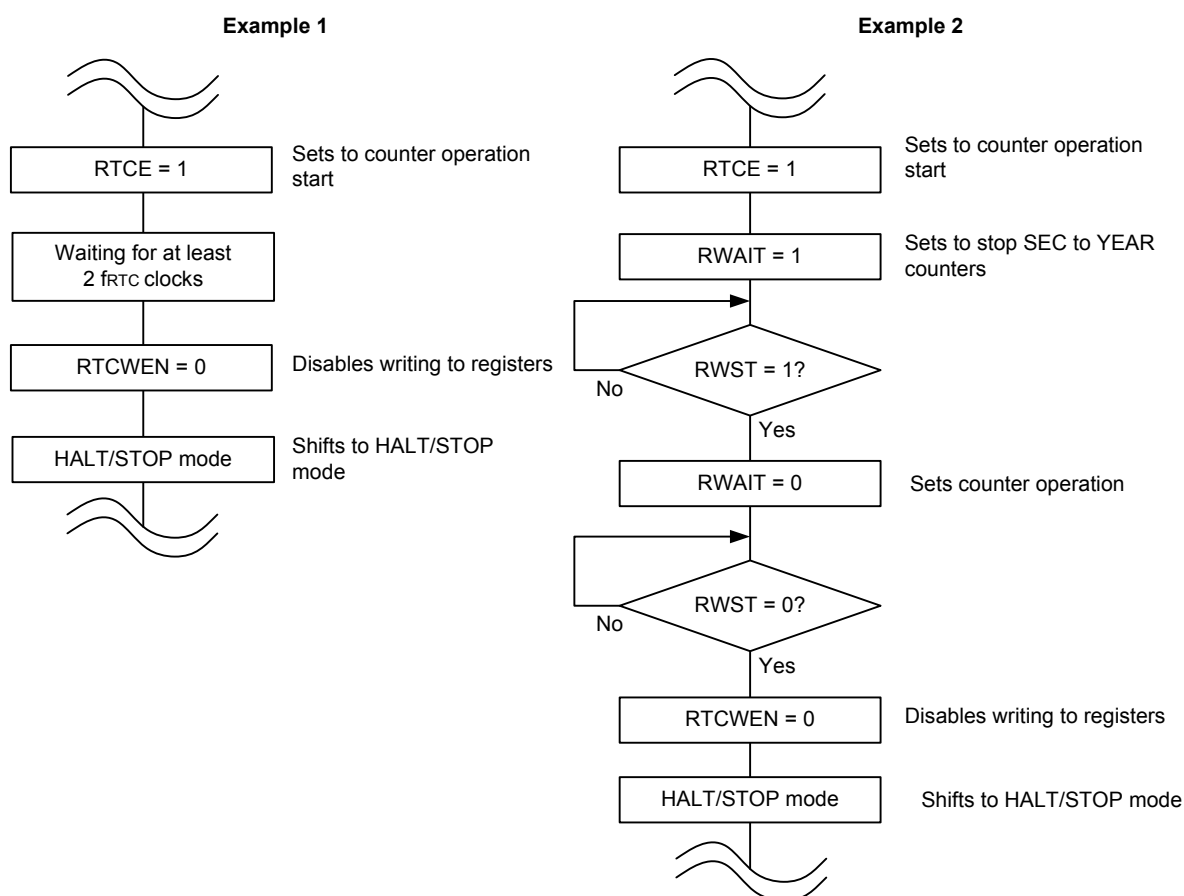 Example 1
RTCE = 1
Sets to counter operation
start
Waiting for at least
2 fRTC clocks
RTCWEN = 0
Disables writing to registers
HALT/STOP mode
Shifts to HALT/STOP
mode
Example 2
RTCE = 1
Sets to counter operation
start
RWAIT = 1
Sets to stop SEC to YEAR
counters
RWST = 1?
No
Yes
RWAIT = 0
Sets counter operation
RWST = 0?
No
Yes
RTCWEN = 0
Disables writing to registers
HALT/STOP mode
Shifts to HALT/STOP mode